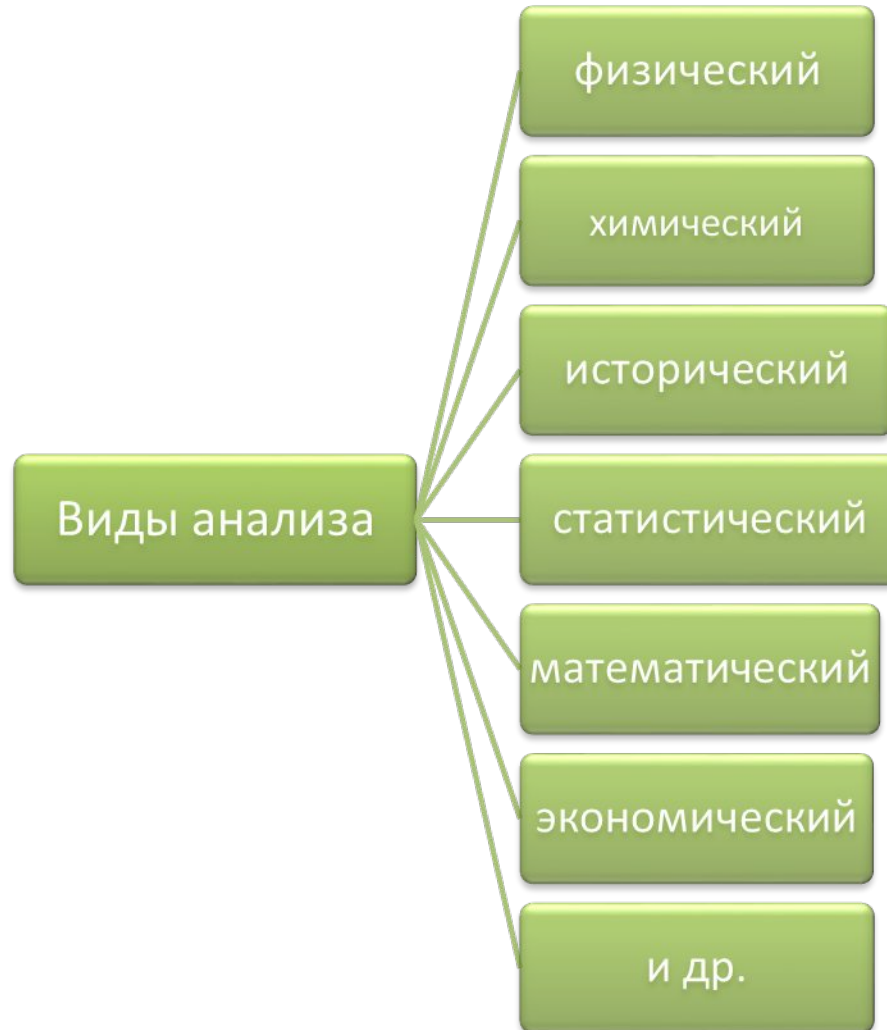 физический
химический
исторический
Виды анализа
статистический
математический
экономический
и др.